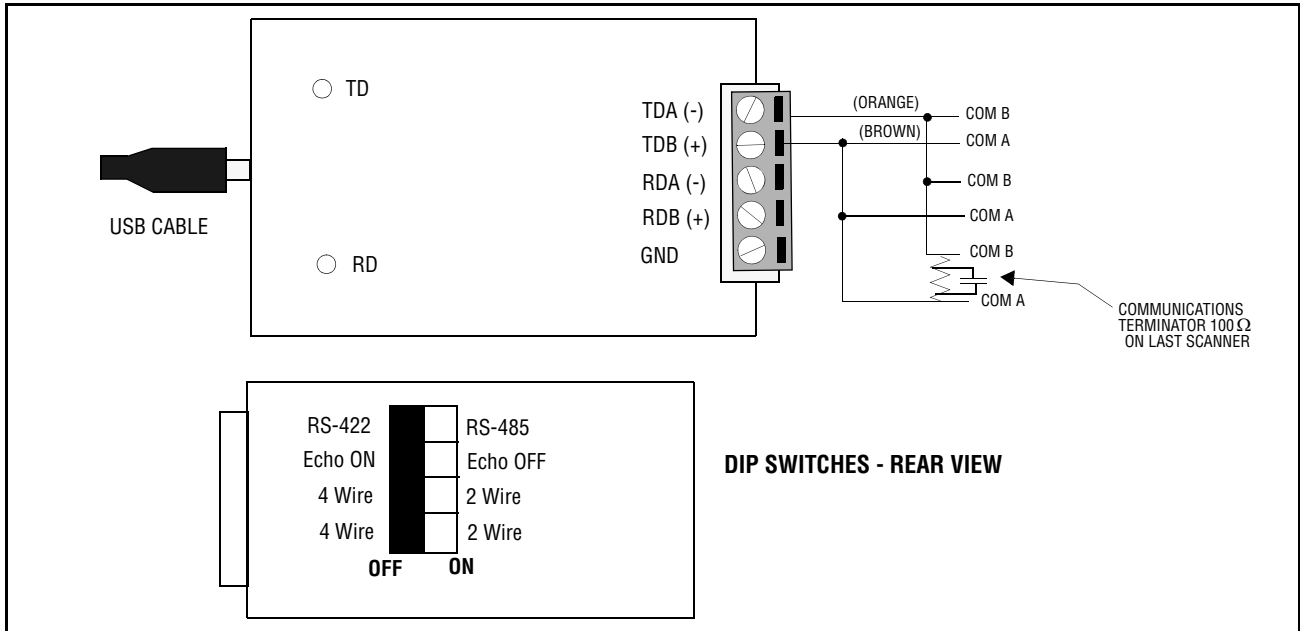 TD
TDA (-)
TDB (+)
RDA (-)
RDB (+)
GND
(ORANGE)
(BROWN)
COM B
COM A
COM B
COM A
COM B
COM A
USB CABLE
RD
COMMUNICATIONS
TERMINATOR 100 Ω
ON LAST SCANNER
RS-422
RS-485
Echo ON
Echo OFF
4 Wire
2 Wire
4 Wire
2 Wire
OFF
ON
DIP SWITCHES - REAR VIEW